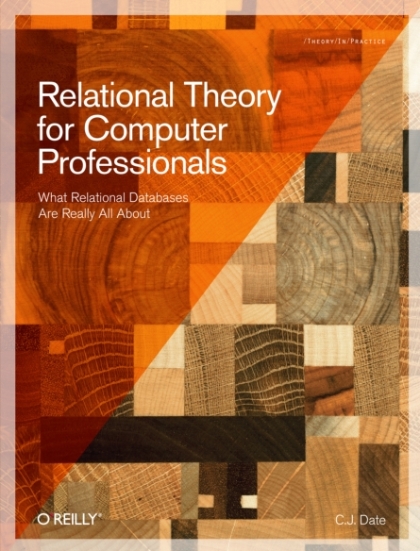 /THEORY/IN/PRACTICE
Relational Theory
for Computer
Professionals
What Relational Databases
Are Really All About
O REILLY®
C.J. Date